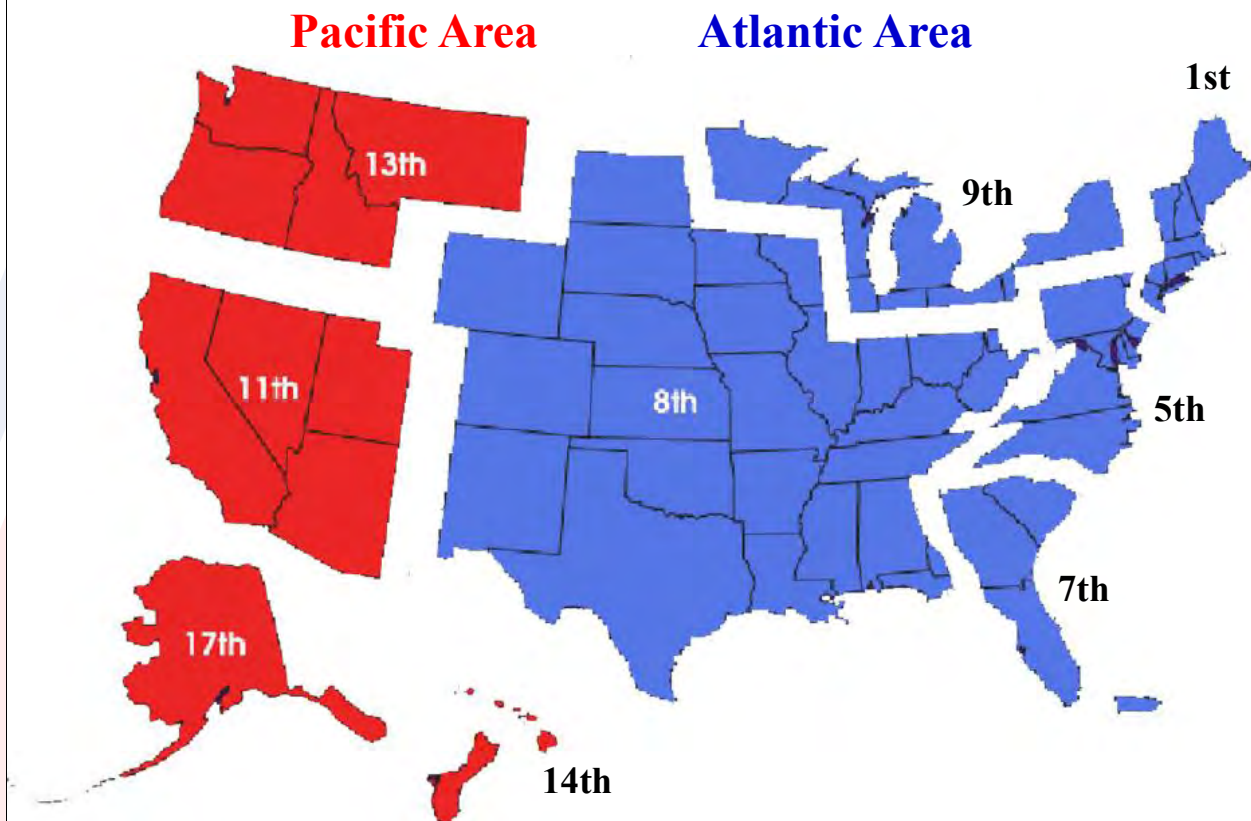 Pacific Area
Atlantic Area
1st
13th
9th
11th
8th
5th
7th
17th
14th